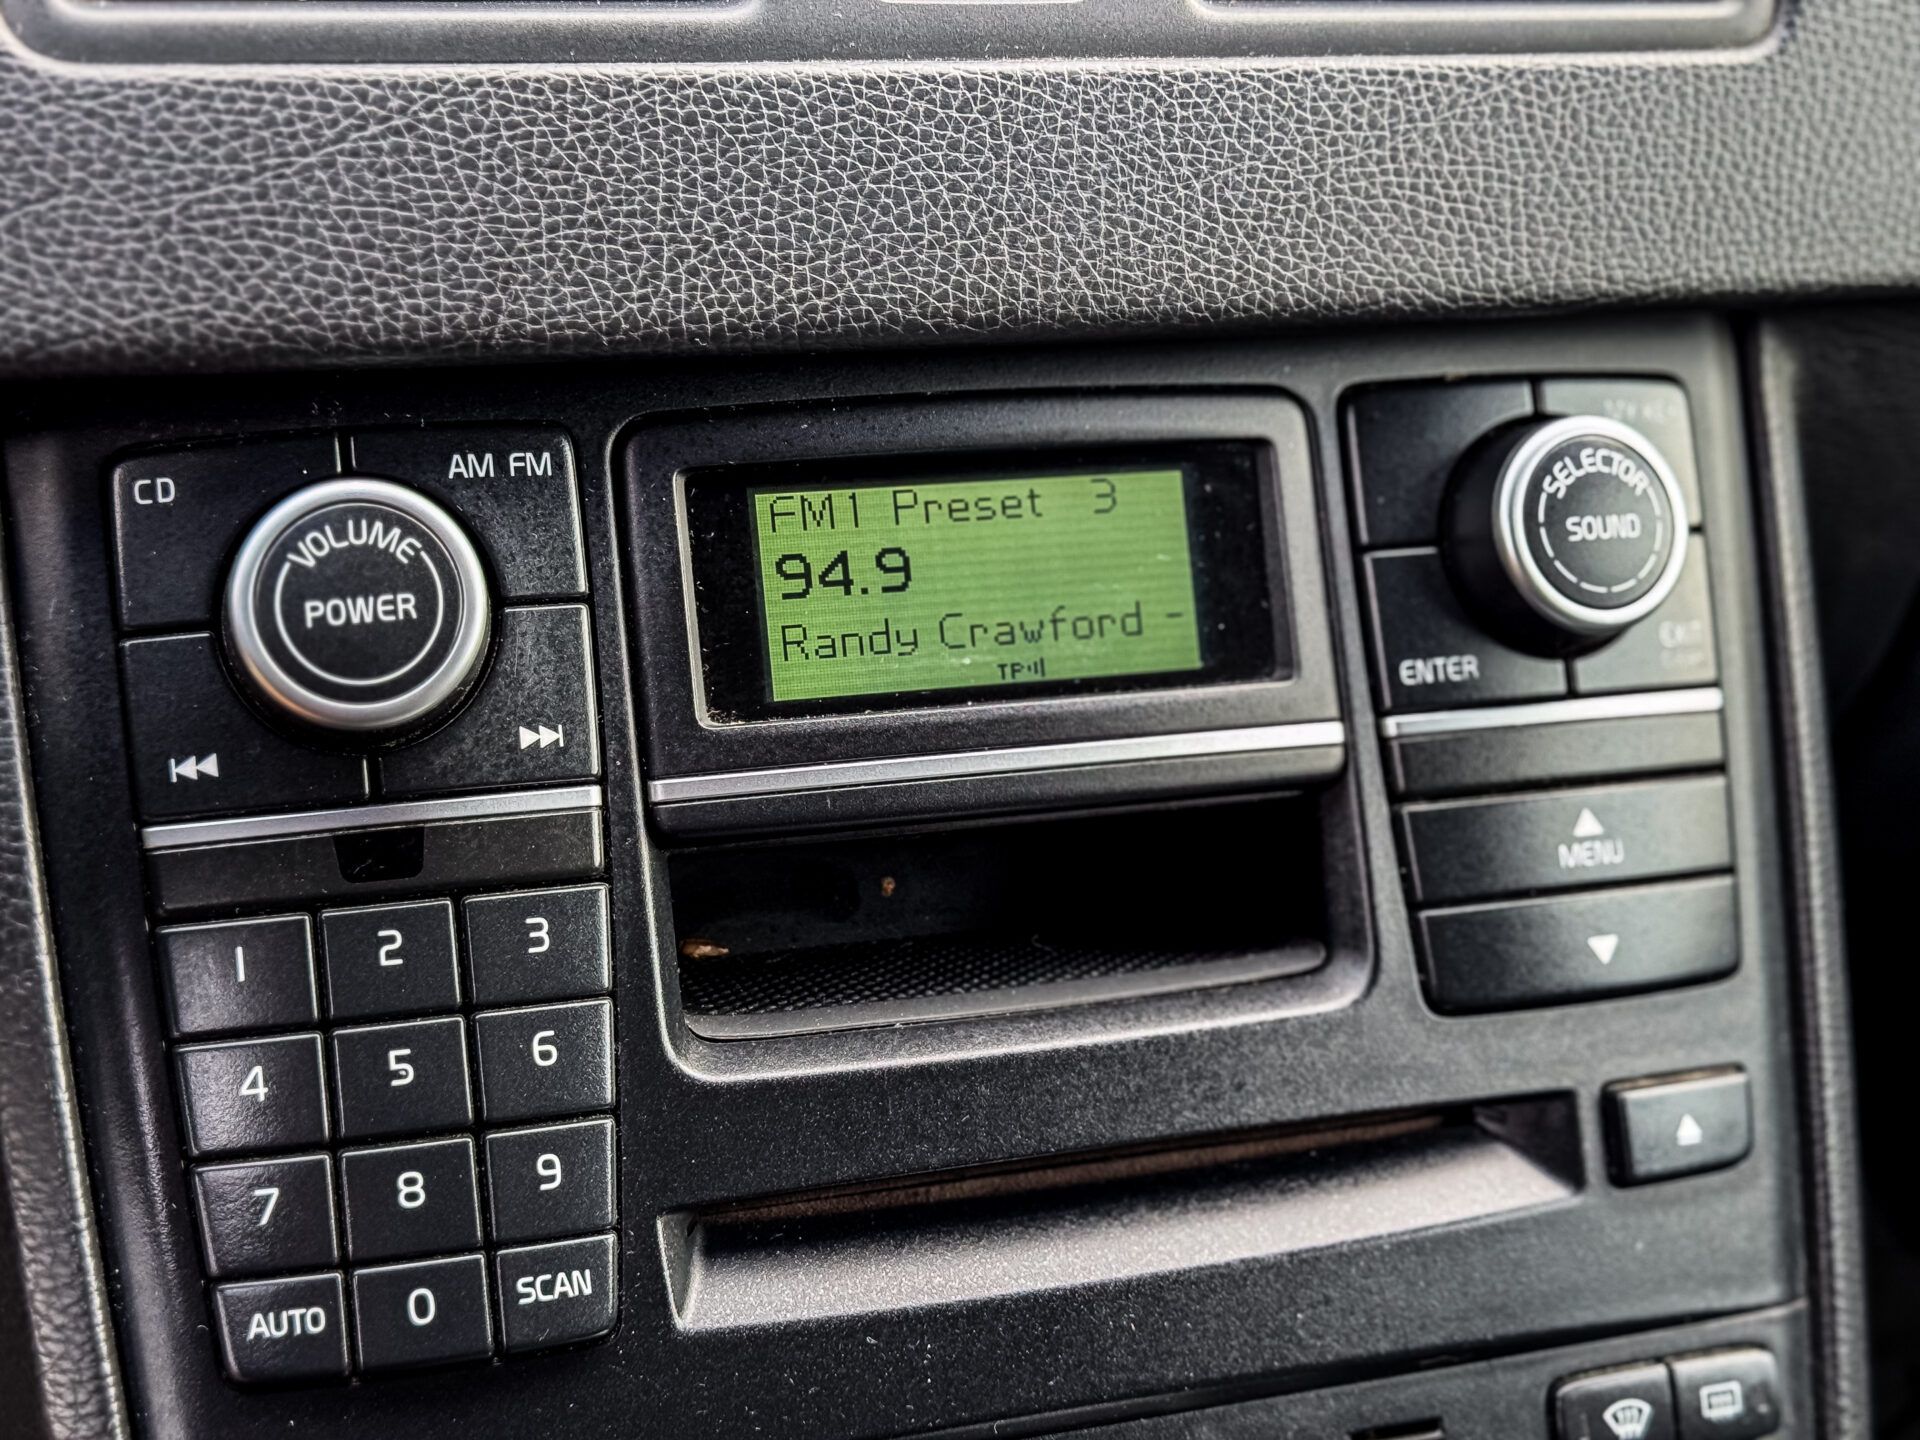 CD
AM FM
VOLUME
POWER
FM1 Preset 3
94.9
Randy Crawford -
TP
SELECTOR
SOUND
ENTER
MENU
1 2 3
4 5 6
7 8 9
AUTO 0 SCAN